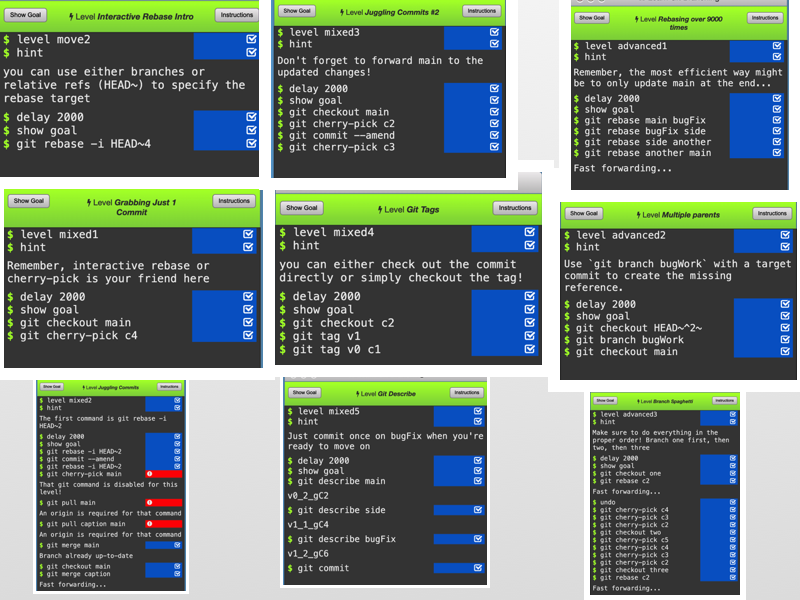 Show Goal
Level Interactive Rebase Intro
Instructions
$ level move2
$ hint
you can use either branches or
relative refs (HEAD~) to specify the
rebase target
$ delay 2000
$ show goal
$ git rebase -i HEAD~4
Show Goal
Level Juggling Commits #2
Instructions
$ level mixed3
$ hint
Don't forget to forward main to the
updated changes!
$ delay 2000
$ show goal
$ git checkout main
$ git cherry-pick c2
$ git commit --amend
$ git cherry-pick c3
Show Goal
Level Rebasing over 9000
times
Instructions
$ level advanced1
$ hint
Remember, the most efficient way might
be to only update main at the end...
$ delay 2000
$ show goal
$ git rebase main bugFix
$ git rebase bugFix side
$ git rebase side another
$ git rebase another main
Fast forwarding...
Show Goal
Level Grabbing Just 1
Commit
Instructions
$ level mixed1
$ hint
Remember, interactive rebase or
cherry-pick is your friend here
$ delay 2000
$ show goal
$ git checkout main
$ git cherry-pick c4
Show Goal
Level Git Tags
Instructions
$ level mixed4
$ hint
you can either check out the commit
directly or simply checkout the tag!
$ delay 2000
$ show goal
$ git checkout c2
$ git tag v1
$ git tag v0 c1
Show Goal
Level Multiple parents
Instructions
$ level advanced2
$ hint
Use `git branch bugWork` with a target
commit to create the missing
reference.
$ delay 2000
$ show goal
$ git checkout HEAD~^2~
$ git branch bugWork
$ git checkout main
Show Goal
Level Juggling Commits
Instructions
$ level mixed2
$ hint
The first command is git rebase -i
HEAD~2
$ delay 2000
$ show goal
$ git rebase -i HEAD~2
$ git commit --amend
$ git rebase -i HEAD~2
$ git cherry-pick main
That git command is disabled for this
level!
$ git pull main
An origin is required for that command
$ git pull caption main
An origin is required for that command
$ git merge main
Branch already up-to-date
$ git checkout main
$ git merge caption
Fast forwarding...
Show Goal
Level Git Describe
Instructions
$ level mixed5
$ hint
Just commit once on bugFix when you're
ready to move on
$ delay 2000
$ show goal
$ git describe main
v0_2_gC2
$ git describe side
v1_1_gC4
$ git describe bugFix
v1_2_gC6
$ git commit
Show Goal
Level Branch Spaghetti
Instructions
$ level advanced3
$ hint
Make sure to do everything in the
proper order! Branch one first, then
two, then three
$ delay 2000
$ show goal
$ git checkout one
$ git rebase c2
Fast forwarding...
$ undo
$ git cherry-pick c4
$ git cherry-pick c3
$ git cherry-pick c2
$ git checkout two
$ git cherry-pick c5
$ git cherry-pick c4
$ git cherry-pick c3
$ git cherry-pick c2
$ git checkout three
$ git rebase c2
Fast forwarding...